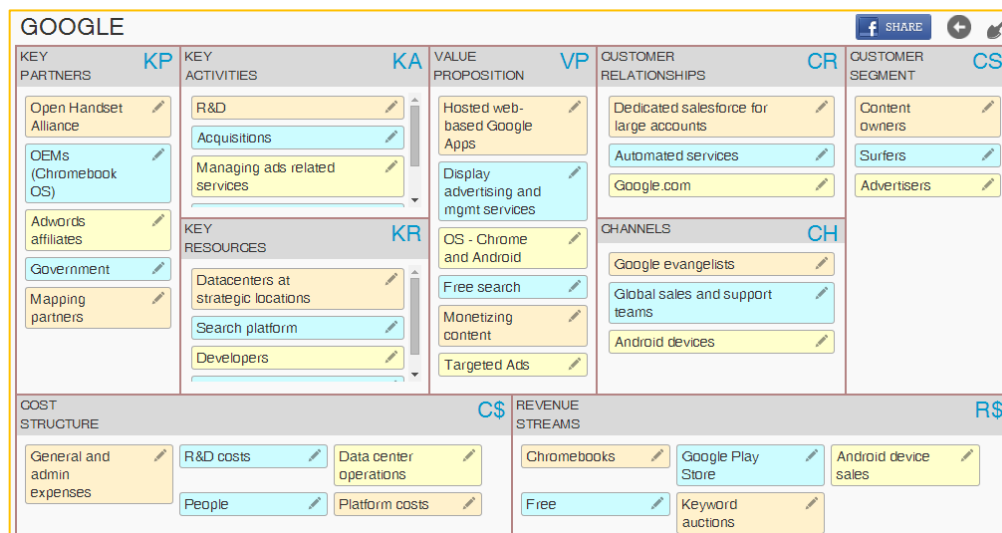 GOOGLE
f SHARE
KEY
PARTNERS
KP
Open Handset
Alliance
OEMs
(Chromebook
OS)
Adwords
affiliates
Government
Mapping
partners
KEY
ACTIVITIES
KA
R&D
Acquisitions
Managing ads related
services
KEY
RESOURCES
KR
Datacenters at
strategic locations
Search platform
Developers
VALUE
PROPOSITION
VP
Hosted web-
based Google
Apps
Display
advertising and
mgmt services
OS - Chrome
and Android
Free search
Monetizing
content
Targeted Ads
CUSTOMER
RELATIONSHIPS
CR
Dedicated salesforce for
large accounts
Automated services
Google.com
CHANNELS
CH
Google evangelists
Global sales and support
teams
Android devices
CUSTOMER
SEGMENT
CS
Content
owners
Surfers
Advertisers
COST
STRUCTURE
C$
General and
admin
expenses
R&D costs
Data center
operations
People
Platform costs
REVENUE
STREAMS
R$
Chromebooks
Google Play
Store
Android device
sales
Free
Keyword
auctions